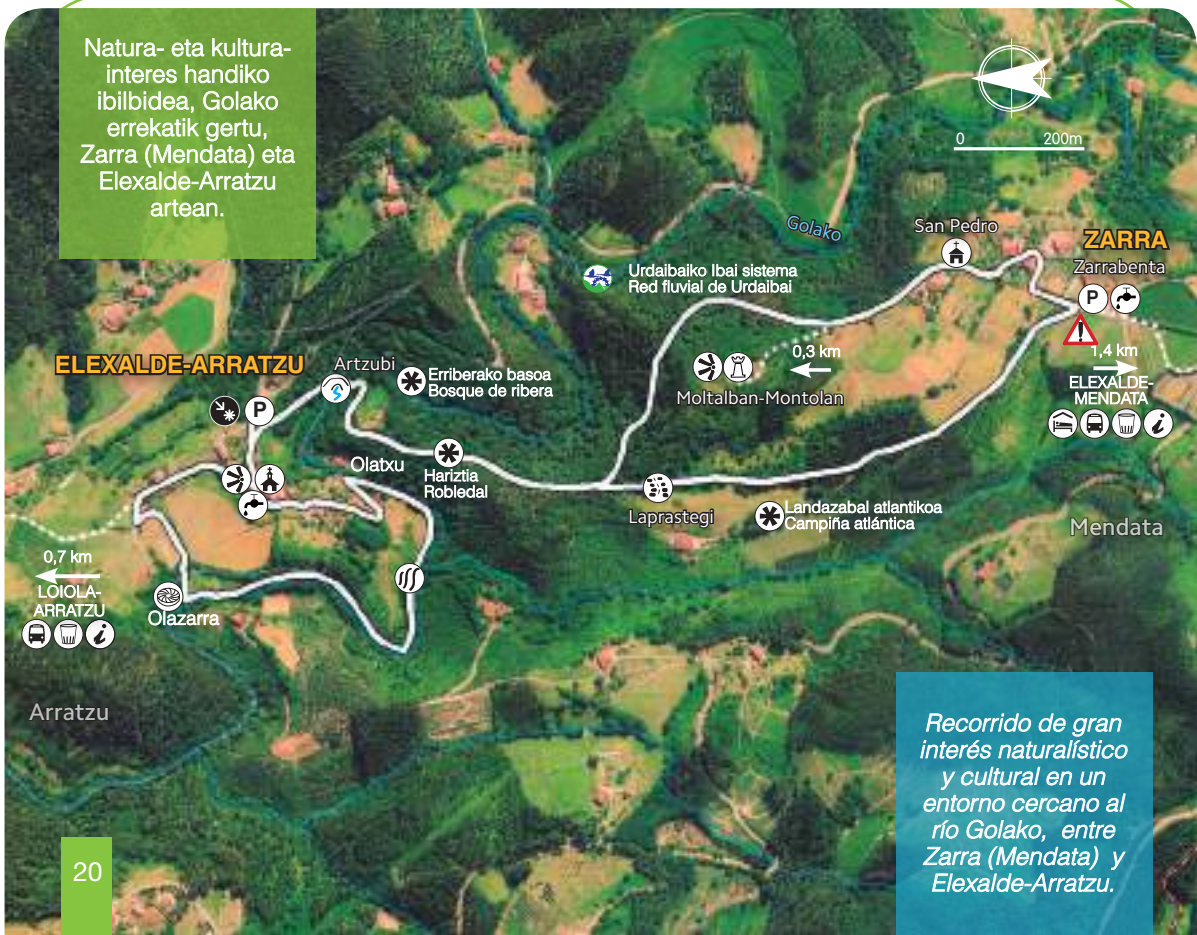 Natura- eta kultura-
interes handiko
ibilbidea, Golako
errekatik gertu,
Zarra (Mendata) eta
Elexalde-Arratzu
artean.
0 200m
Golako
San Pedro
ZARRA
Zarrabenta
P
Urdaibaiko Ibai sistema
Red fluvial de Urdaibai
0,3 km
Moltalban-Montolan
1,4 km
ELEXALDE-
MENDATA
i
ELEXALDE-ARRATZU
Artzubi
P
Erriberako basoa
Bosque de ribera
Olatxu
Hariztia
Robledal
Laprastegi
Landazabal atlantikoa
Campiña atlántica
Mendata
0,7 km
LOIOLA-
ARRATZU
i
Olazarra
Arratzu
Recorrido de gran
interés naturalístico
y cultural en un
entorno cercano al
río Golako, entre
Zarra (Mendata) y
Elexalde-Arratzu.
20